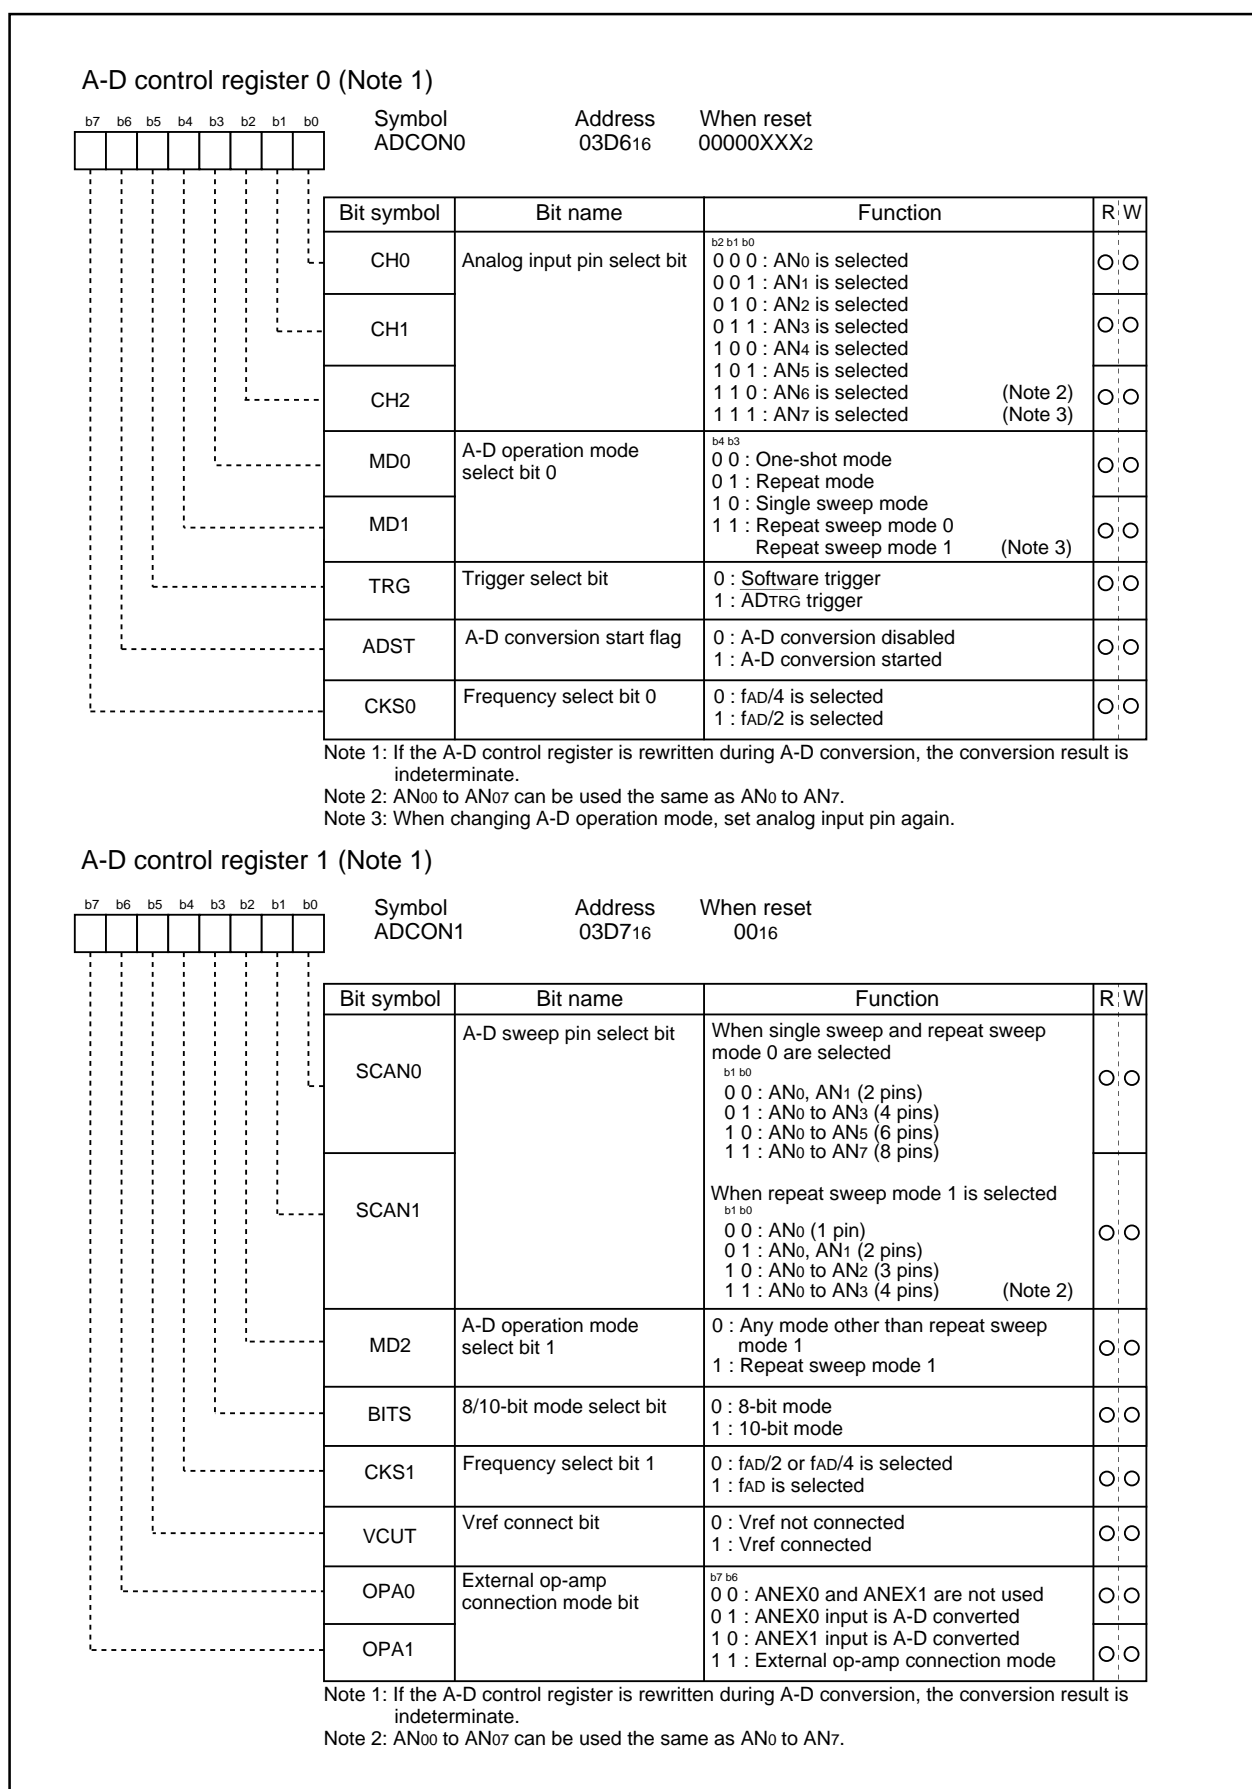 A-D control register 0 (Note 1)
b7 b6 b5 b4 b3 b2 b1 b0
Symbol Address When reset
ADCON0 03D616 00000XXX2
Bit symbol Bit name Function R W
CH0 Analog input pin select bit
b2 b1 b0
0 0 0 : AN0 is selected
0 0 1 : AN1 is selected
0 1 0 : AN2 is selected
CH1
0 1 1 : AN3 is selected
1 0 0 : AN4 is selected
1 0 1 : AN5 is selected
CH2
1 1 0 : AN6 is selected (Note 2)
1 1 1 : AN7 is selected (Note 3)
MD0 A-D operation mode
select bit 0
b4 b3
0 0 : One-shot mode
0 1 : Repeat mode
1 0 : Single sweep mode
MD1
1 1 : Repeat sweep mode 0
Repeat sweep mode 1 (Note 3)
TRG Trigger select bit
0 : Software trigger
1 : ADTRG trigger
ADST A-D conversion start flag
0 : A-D conversion disabled
1 : A-D conversion started
CKS0 Frequency select bit 0
0 : fAD/4 is selected
1 : fAD/2 is selected
Note 1: If the A-D control register is rewritten during A-D conversion, the conversion result is
indeterminate.
Note 2: AN00 to AN07 can be used the same as AN0 to AN7.
Note 3: When changing A-D operation mode, set analog input pin again.
A-D control register 1 (Note 1)
b7 b6 b5 b4 b3 b2 b1 b0
Symbol Address When reset
ADCON1 03D716 0016
Bit symbol Bit name Function R W
SCAN0 A-D sweep pin select bit
When single sweep and repeat sweep
mode 0 are selected
b1 b0
0 0 : AN0, AN1 (2 pins)
0 1 : AN0 to AN3 (4 pins)
1 0 : AN0 to AN5 (6 pins)
1 1 : AN0 to AN7 (8 pins)
SCAN1
When repeat sweep mode 1 is selected
b1 b0
0 0 : AN0 (1 pin)
0 1 : AN0, AN1 (2 pins)
1 0 : AN0 to AN2 (3 pins)
1 1 : AN0 to AN3 (4 pins) (Note 2)
MD2 A-D operation mode
select bit 1
0 : Any mode other than repeat sweep
mode 1
1 : Repeat sweep mode 1
BITS 8/10-bit mode select bit
0 : 8-bit mode
1 : 10-bit mode
CKS1 Frequency select bit 1
0 : fAD/2 or fAD/4 is selected
1 : fAD is selected
VCUT Vref connect bit
0 : Vref not connected
1 : Vref connected
OPA0 External op-amp
connection mode bit
b7 b6
0 0 : ANEX0 and ANEX1 are not used
0 1 : ANEX0 input is A-D converted
OPA1
1 0 : ANEX1 input is A-D converted
1 1 : External op-amp connection mode
Note 1: If the A-D control register is rewritten during A-D conversion, the conversion result is
indeterminate.
Note 2: AN00 to AN07 can be used the same as AN0 to AN7.